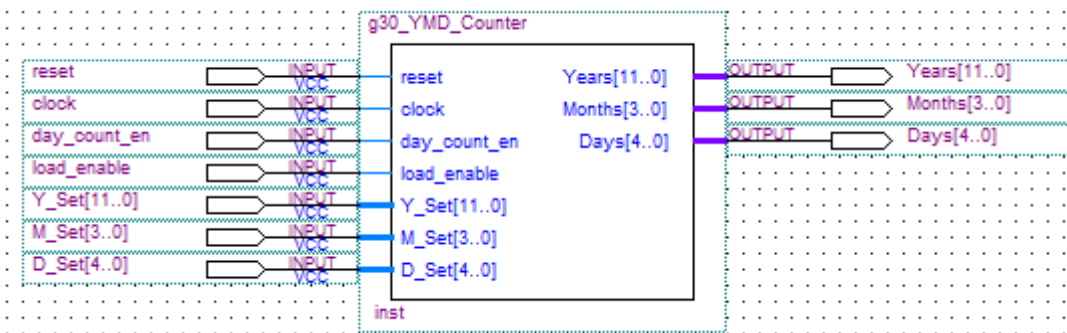 g30_YMD_Counter
reset INPUT VCC reset Years[11..0] OUTPUT Years[11..0]
clock INPUT VCC clock Months[3..0] OUTPUT Months[3..0]
day_count_en INPUT VCC day_count_en Days[4..0] OUTPUT Days[4..0]
load_enable INPUT VCC load_enable
Y_Set[11..0] INPUT VCC Y_Set[11..0]
M_Set[3..0] INPUT VCC M_Set[3..0]
D_Set[4..0] INPUT VCC D_Set[4..0]
inst